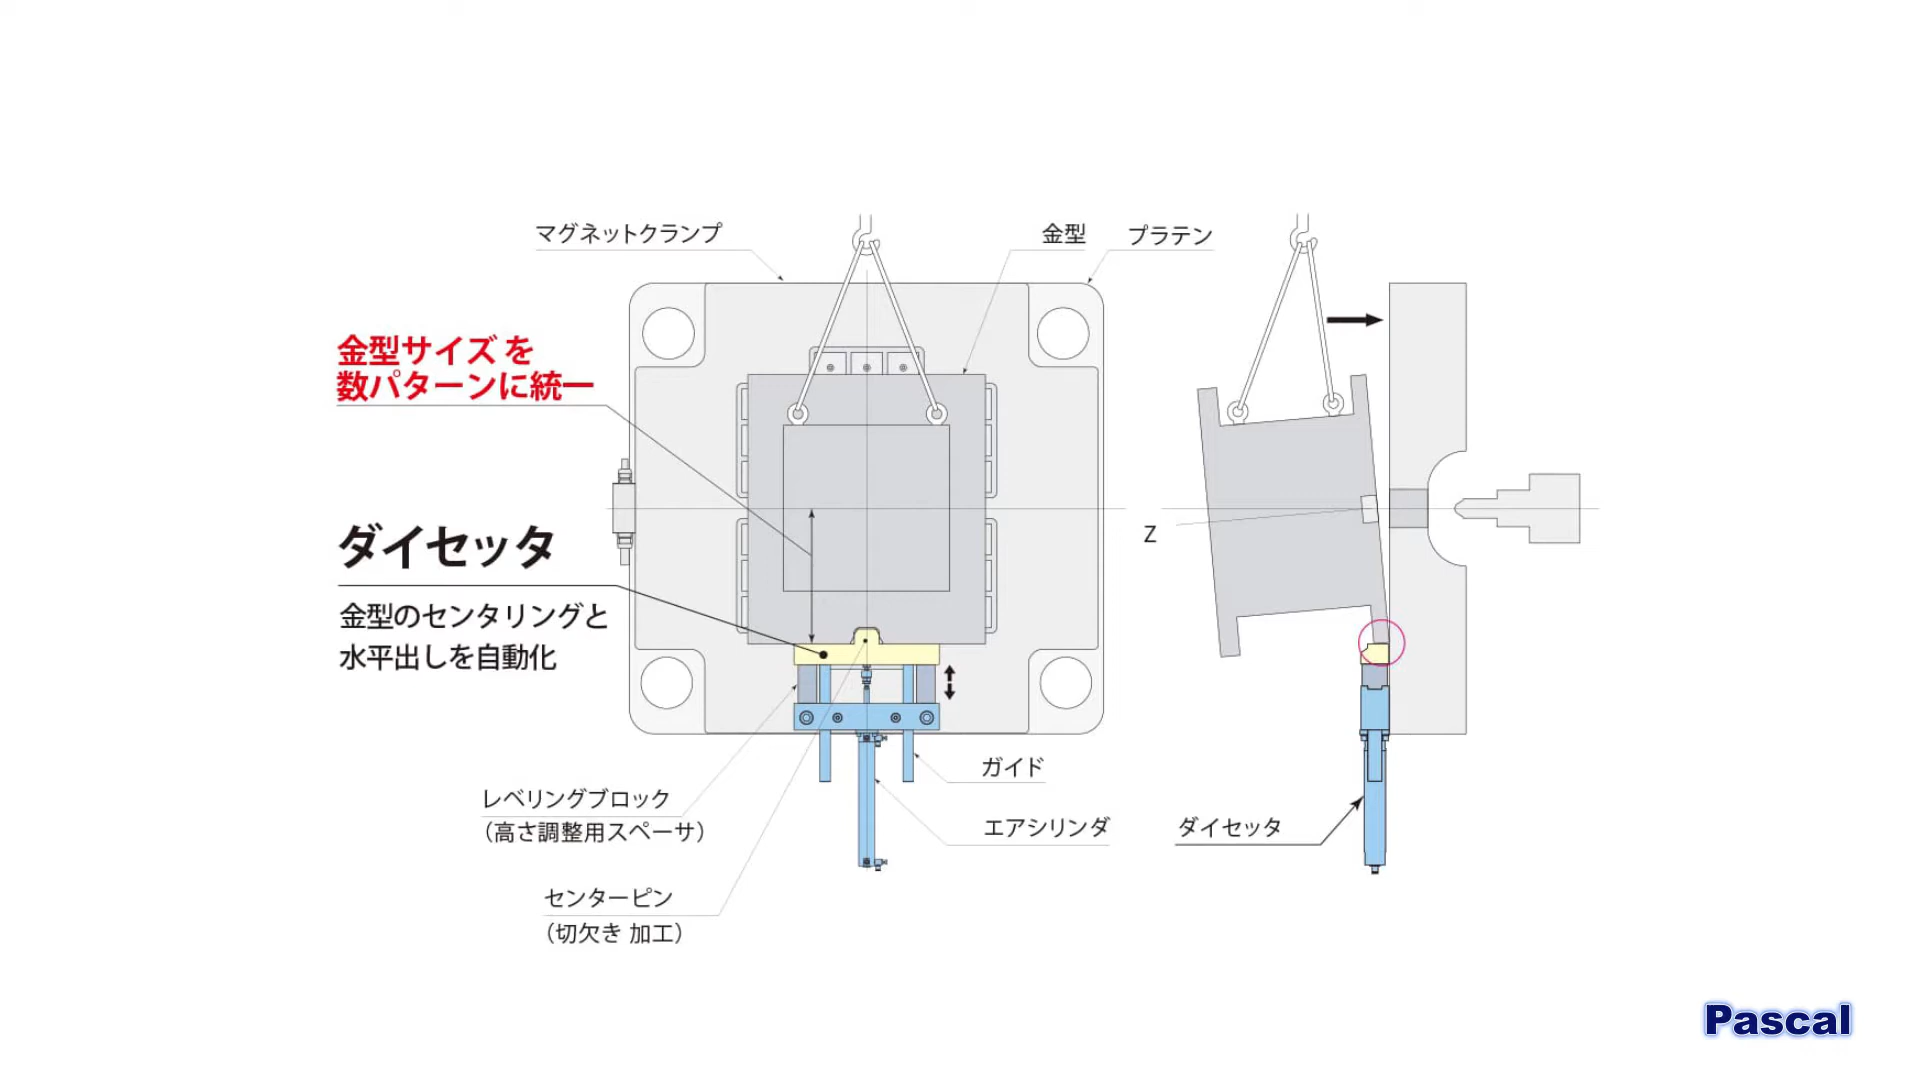 マグネットクランプ
金型
プラテン
金型サイズ を
数パターンに統一
ダイセッタ
金型のセンタリングと
水平出しを自動化
Z
レベリングブロック
（高さ調整用スペーサ）
ガイド
エアシリンダ
ダイセッタ
センターピン
（切欠き 加工）
Pascal